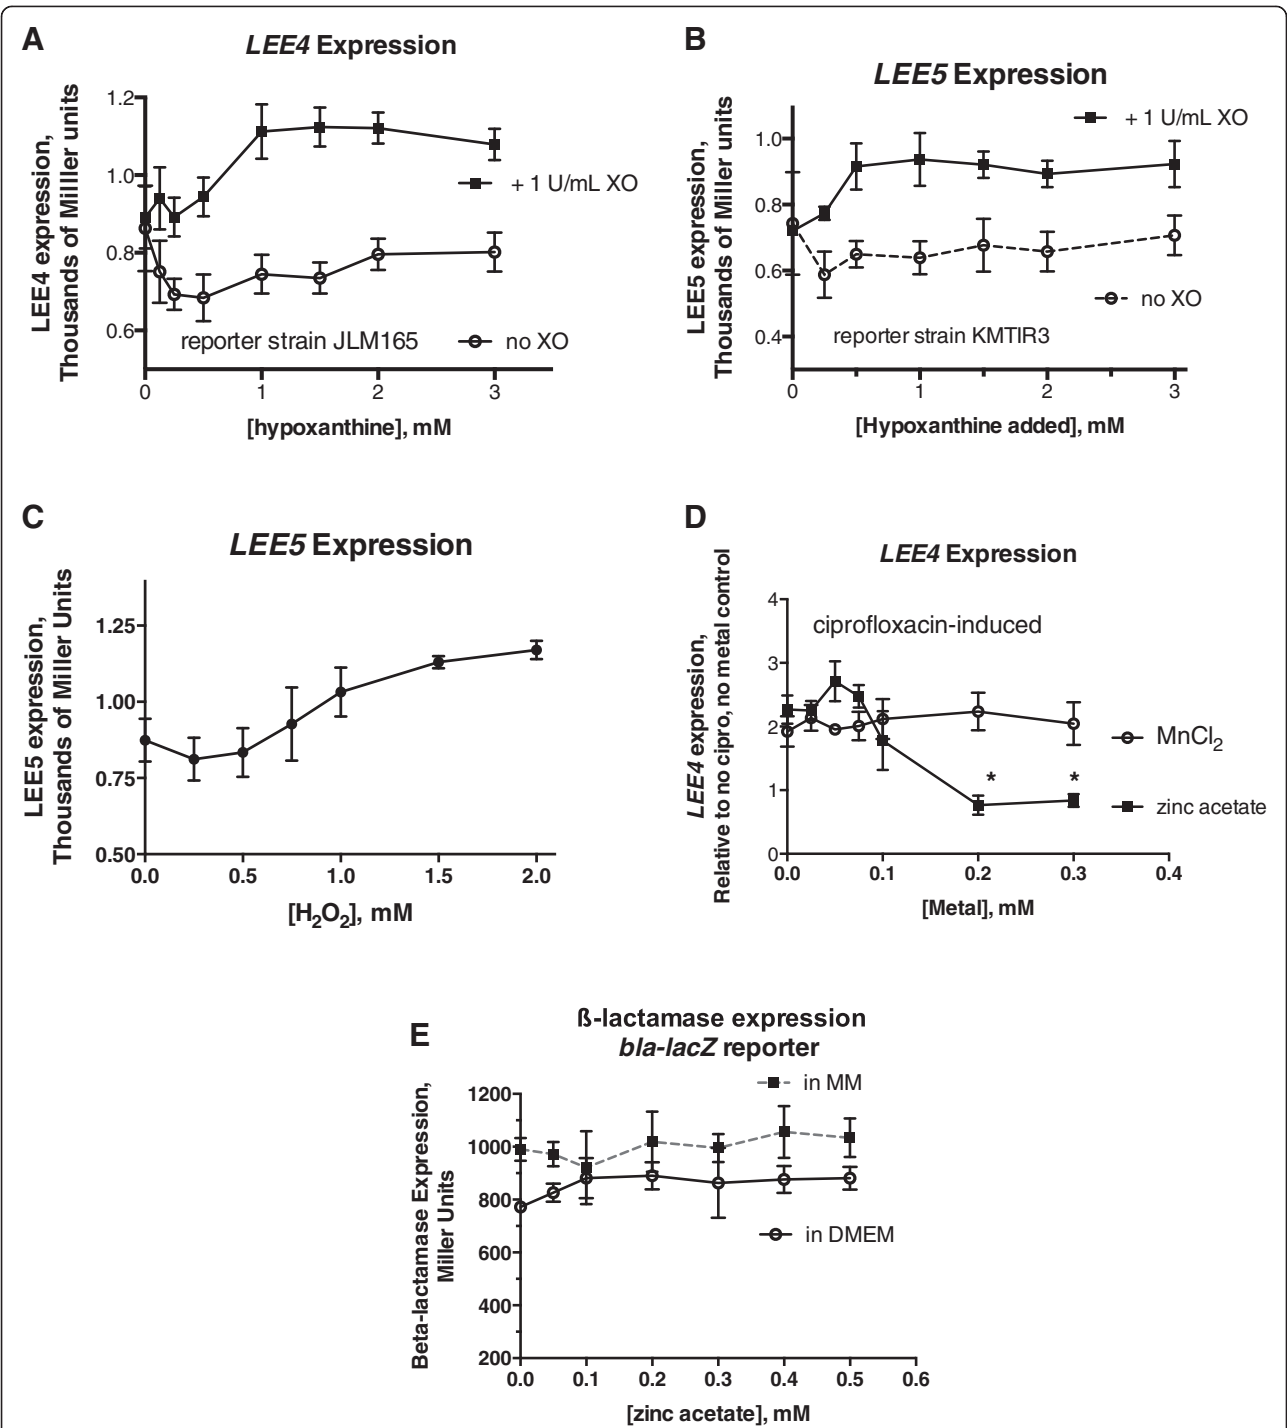 A
LEE4 Expression
LEE4 expression,
Thousands of Milller units
1.2
1.0
0.8
0.6
+ 1 U/mL XO
reporter strain JLM165
no XO
0 1 2 3
[hypoxanthine], mM
B
LEE5 Expression
LEE5 expression,
Thousands of Miller units
1.0
0.8
0.6
0.4
+ 1 U/mL XO
no XO
reporter strain KMTIR3
0 1 2 3
[Hypoxanthine added], mM
C
LEE5 Expression
LEE5 expression,
Thousands of Miller Units
1.25
1.00
0.75
0.50
0.0 0.5 1.0 1.5 2.0
[H₂O₂], mM
D
LEE4 Expression
LEE4 expression,
Relative to no cipro, no metal control
4
3
2
1
0
ciprofloxacin-induced
MnCl₂
* *
zinc acetate
0.0 0.1 0.2 0.3 0.4
[Metal], mM
E
ß-lactamase expression
bla-lacZ reporter
Beta-lactamase Expression,
Miller Units
in MM
1200
1000
800
600
400
200
in DMEM
0.0 0.1 0.2 0.3 0.4 0.5 0.6
[zinc acetate], mM